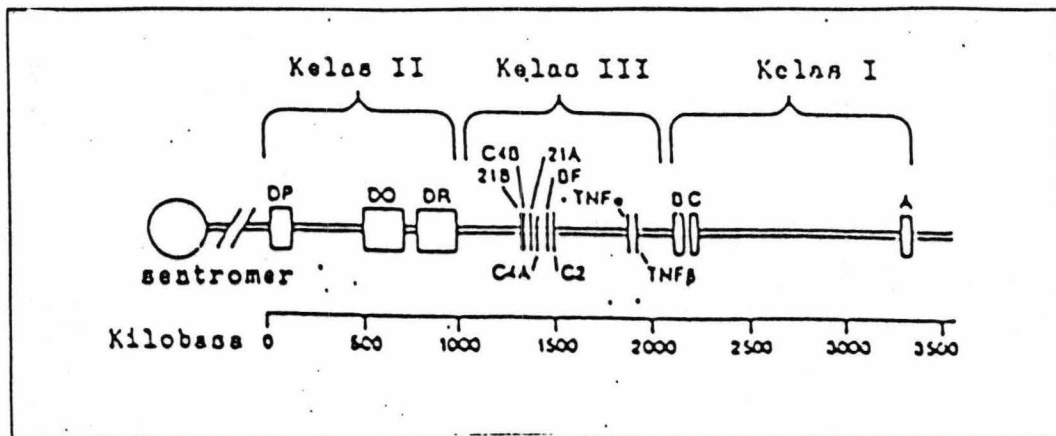 Kelas II Kelas III Kelas I
C4B 21A
21B BF
DP DQ DR TNFα B C A
sentromer C4A C2 TNFβ
Kilobasa 0 500 1000 1500 2000 2500 3000 3500